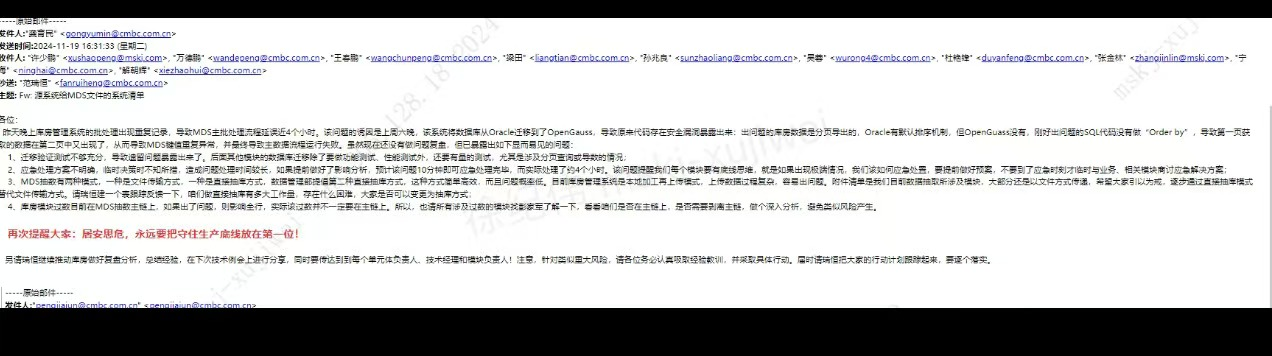 -----原始邮件-----
发件人:"龚育民" <gongyumin@cmbc.com.cn>
发送时间:2024-11-19 16:31:33 (星期二)
收件人: "许少鹏" <xushaopeng@mskj.com>, "万德鹏" <wandepeng@cmbc.com.cn>, "王春鹏" <wangchunpeng@cmbc.com.cn>, "梁田" <liangtian@cmbc.com.cn>, "孙兆良" <sunzhaoliang@cmbc.com.cn>, "吴蓉" <wurong4@cmbc.com.cn>, "杜艳峰" <duyanfeng@cmbc.com.cn>, "张金林" <zhangjinlin@mskj.com>, "宁
海" <ninghai@cmbc.com.cn>, "解朝辉" <xiezhaohui@cmbc.com.cn>
抄送: "范瑞恒" <fanruiheng@cmbc.com.cn>
主题: Fw: 源系统给MDS文件的系统清单
各位:
昨天晚上库房管理系统的批处理出现重复记录，导致MDS主批处理流程延误近4个小时。该问题的诱因是上周六晚，该系统将数据库从Oracle迁移到了OpenGauss，导致原来代码存在安全漏洞暴露出来：出问题的库房数据是分页导出的，Oracle有默认排序机制，但OpenGuass没有，刚好出问题的SQL代码没有做"Order by"，导致第一页获
取的数据在第二页中又出现了，从而导致MDS键值重复异常，并最终导致主数据流程运行失败。虽然现在还没有做问题复盘，但已暴露出如下显而易见的问题：
1、迁移验证测试不够充分，导致遗留问题暴露出来了。后面其他模块的数据库迁移除了要做功能测试、性能测试外，还要有量的测试，尤其是涉及分页查询或导数的情况；
2、应急处理方案不明确，临时决策时不知所措，造成问题处理时间较长，如果提前做好了影响分析，预计该问题10分钟即可应急处理完毕，而实际处理了约4个小时。该问题提醒我们每个模块要有底线思维，就是如果出现极端情况，我们该如何应急处置，要提前做好预案，不要到了应急时刻才临时与业务、相关模块商讨应急解决方案；
3、MDS抽数有两种模式，一种是文件传输方式，一种是直接抽库方式，数据管理部提倡第二种直接抽库方式，这种方式简单高效，而且问题概率低。目前库房管理系统是本地加工再上传模式，上传数据过程复杂，容易出问题。附件清单是我们目前数据抽取所涉及模块，大部分还是以文件方式传递，希望大家引以为戒，逐步通过直接抽库模式
替代文件传输方式。请瑞恒建一个表跟踪反馈一下，咱们做直接抽库有多大工作量，存在什么困难，大家是否可以变更为抽库方式；
4、库房模块过数目前在MDS抽数主链上，如果出了问题，则影响全行，实际该过数并不一定要在主链上。所以，也请所有涉及过数的模块找彭家军了解一下，看看咱们是否在主链上，是否需要剥离主链，做个深入分析，避免类似风险产生。
再次提醒大家：居安思危，永远要把守住生产底线放在第一位！
另请瑞恒继续推动库房做好复盘分析，总结经验，在下次技术例会上进行分享，同时要传达到到每个单元体负责人、技术经理和模块负责人！注意，针对类似重大风险，请各位务必认真吸取经验教训，并采取具体行动。届时请瑞恒把大家的行动计划跟踪起来，要逐个落实。
-----原始邮件-----
发件人:"pengjiajun@cmbc.com.cn" <pengjiajun@cmbc.com.cn>